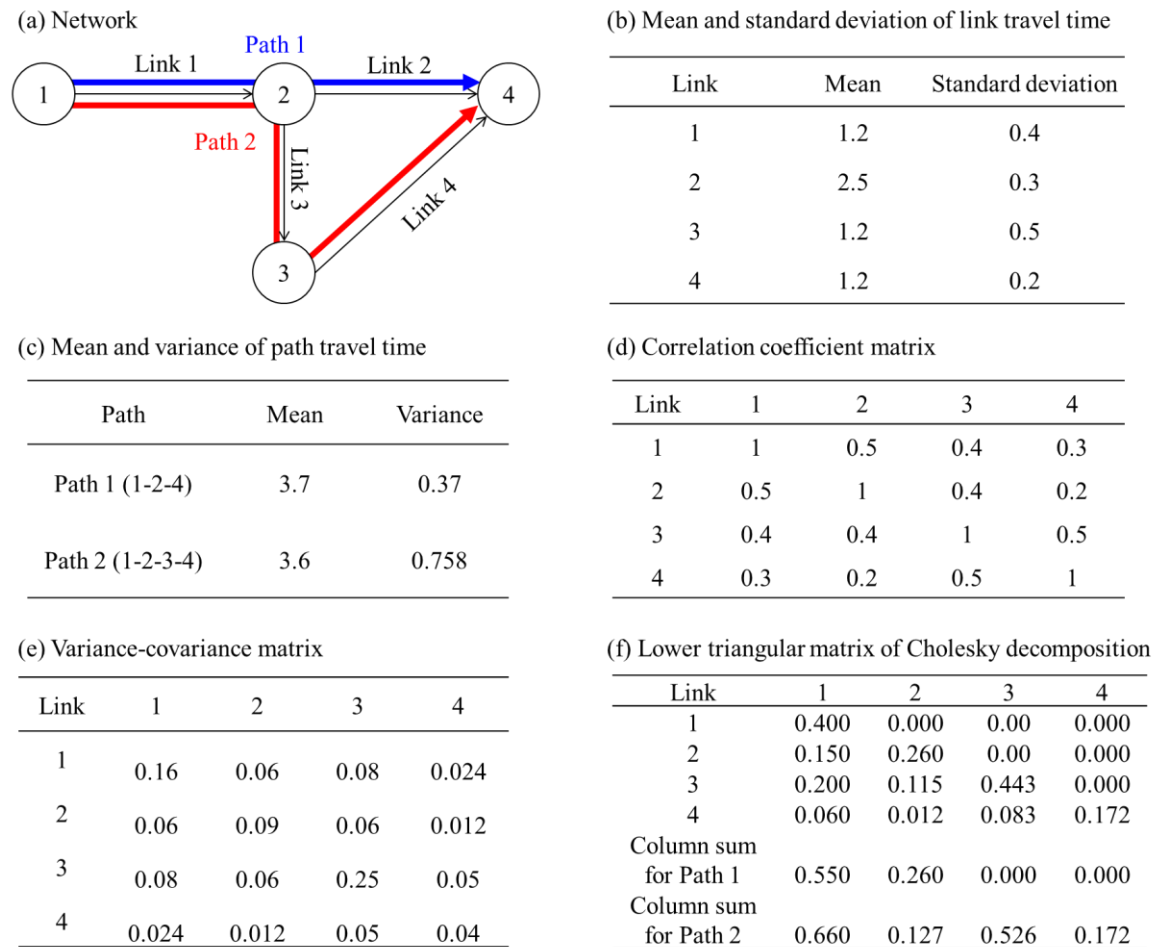 (a) Network
Path 1
Link 1
Link 2
1
2
4
Path 2
Link 3
Link 4
3
(b) Mean and standard deviation of link travel time
Link Mean Standard deviation
1 1.2 0.4
2 2.5 0.3
3 1.2 0.5
4 1.2 0.2
(c) Mean and variance of path travel time
Path Mean Variance
Path 1 (1-2-4) 3.7 0.37
Path 2 (1-2-3-4) 3.6 0.758
(d) Correlation coefficient matrix
Link 1 2 3 4
1 1 0.5 0.4 0.3
2 0.5 1 0.4 0.2
3 0.4 0.4 1 0.5
4 0.3 0.2 0.5 1
(e) Variance-covariance matrix
Link 1 2 3 4
1 0.16 0.06 0.08 0.024
2 0.06 0.09 0.06 0.012
3 0.08 0.06 0.25 0.05
4 0.024 0.012 0.05 0.04
(f) Lower triangular matrix of Cholesky decomposition
Link 1 2 3 4
1 0.400 0.000 0.00 0.000
2 0.150 0.260 0.00 0.000
3 0.200 0.115 0.443 0.000
4 0.060 0.012 0.083 0.172
Column sum
for Path 1 0.550 0.260 0.000 0.000
Column sum
for Path 2 0.660 0.127 0.526 0.172